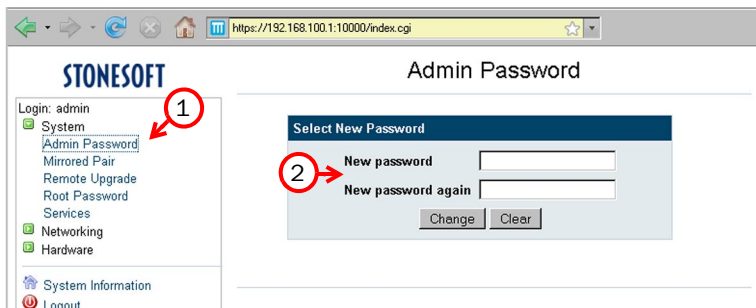 https://192.168.100.1:10000/index.cgi
STONESOFT
Admin Password
Login: admin
1
System
Admin Password
Mirrored Pair
Remote Upgrade
Root Password
Services
Networking
Hardware
System Information
Logout
Select New Password
2
New password
New password again
Change Clear